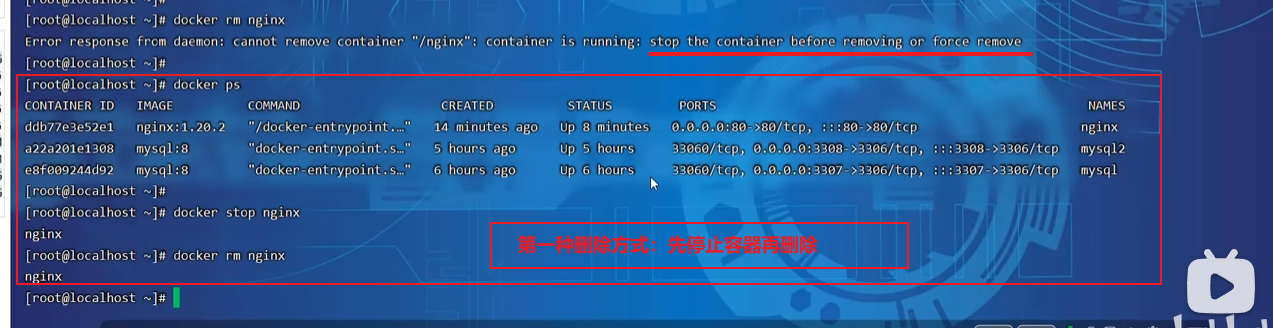 [root@localhost ~]#
[root@localhost ~]# docker rm nginx
Error response from daemon: cannot remove container "/nginx": container is running: stop the container before removing or force remove
[root@localhost ~]#
[root@localhost ~]# docker ps
CONTAINER ID IMAGE COMMAND CREATED STATUS PORTS NAMES
ddb77e3e52e1 nginx:1.20.2 "/docker-entrypoint.…" 14 minutes ago Up 8 minutes 0.0.0.0:80->80/tcp, :::80->80/tcp nginx
a22a201e1308 mysql:8 "docker-entrypoint.s…" 5 hours ago Up 5 hours 33060/tcp, 0.0.0.0:3308->3306/tcp, :::3308->3306/tcp mysql2
e8f009244d92 mysql:8 "docker-entrypoint.s…" 6 hours ago Up 6 hours 33060/tcp, 0.0.0.0:3307->3306/tcp, :::3307->3306/tcp mysql
[root@localhost ~]#
[root@localhost ~]# docker stop nginx
nginx
第一种删除方式：先停止容器再删除
[root@localhost ~]# docker rm nginx
nginx
[root@localhost ~]#